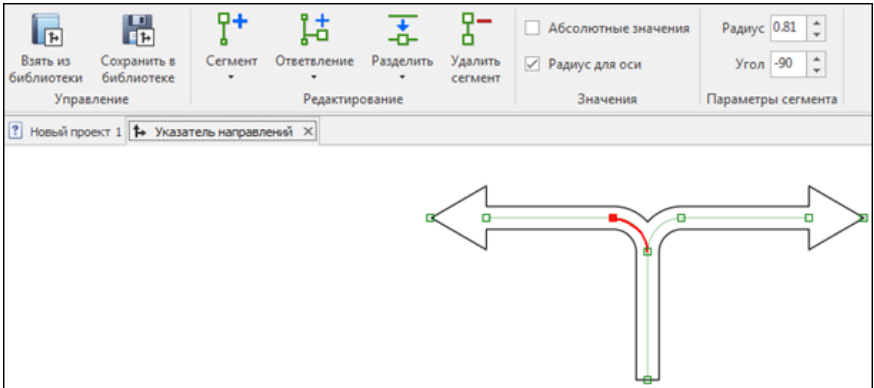 Взять из библиотеки
Сохранить в библиотеке
Управление
Сегмент
Ответвление
Разделить
Удалить сегмент
Редактирование
Абсолютные значения
Радиус для оси
Значения
Радиус 0.81
Угол -90
Параметры сегмента
? Новый проект 1
Указатель направлений ×